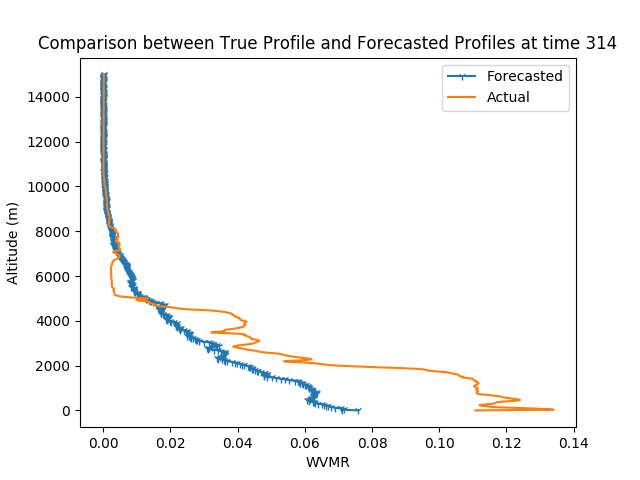 Comparison between True Profile and Forecasted Profiles at time 314
Forecasted
Actual
14000
12000
10000
8000
6000
4000
2000
0
Altitude (m)
0.00 0.02 0.04 0.06 0.08 0.10 0.12 0.14
WVMR